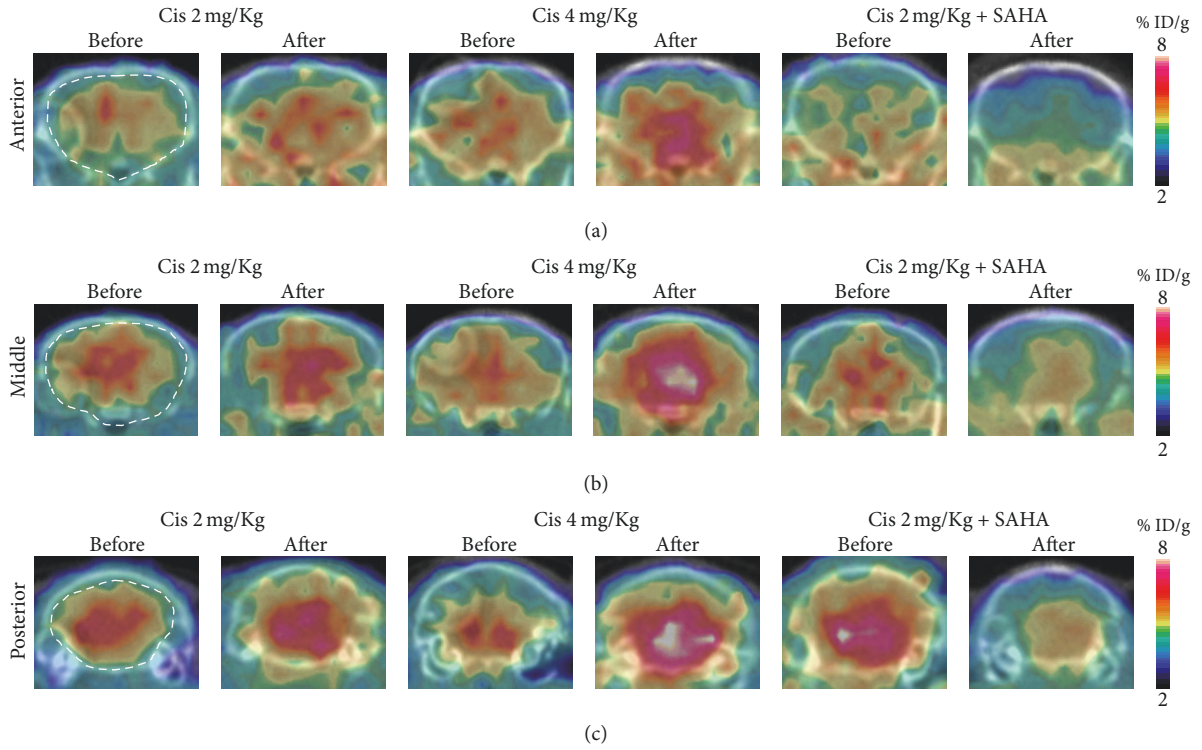 Cis 2 mg/Kg Cis 4 mg/Kg Cis 2 mg/Kg + SAHA % ID/g
Before After Before After Before After 8
Anterior
2
(a)
Cis 2 mg/Kg Cis 4 mg/Kg Cis 2 mg/Kg + SAHA % ID/g
Before After Before After Before After 8
Middle
2
(b)
Cis 2 mg/Kg Cis 4 mg/Kg Cis 2 mg/Kg + SAHA % ID/g
Before After Before After Before After 8
Posterior
2
(c)